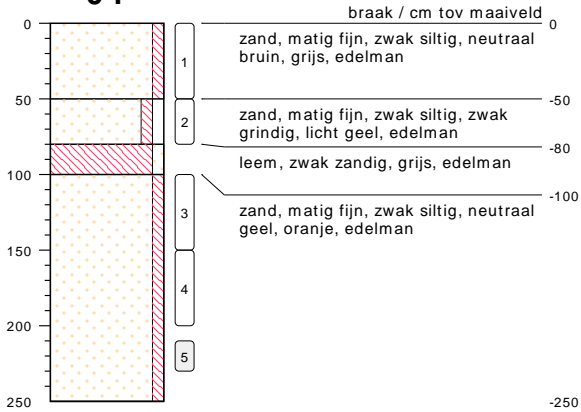 braak / cm tov maaiveld
0
0
zand, matig fijn, zwak siltig, neutraal
bruin, grijs, edelman
1
50
-50
zand, matig fijn, zwak siltig, zwak
grindig, licht geel, edelman
2
-80
leem, zwak zandig, grijs, edelman
100
-100
zand, matig fijn, zwak siltig, neutraal
geel, oranje, edelman
3
150
4
200
5
250
-250